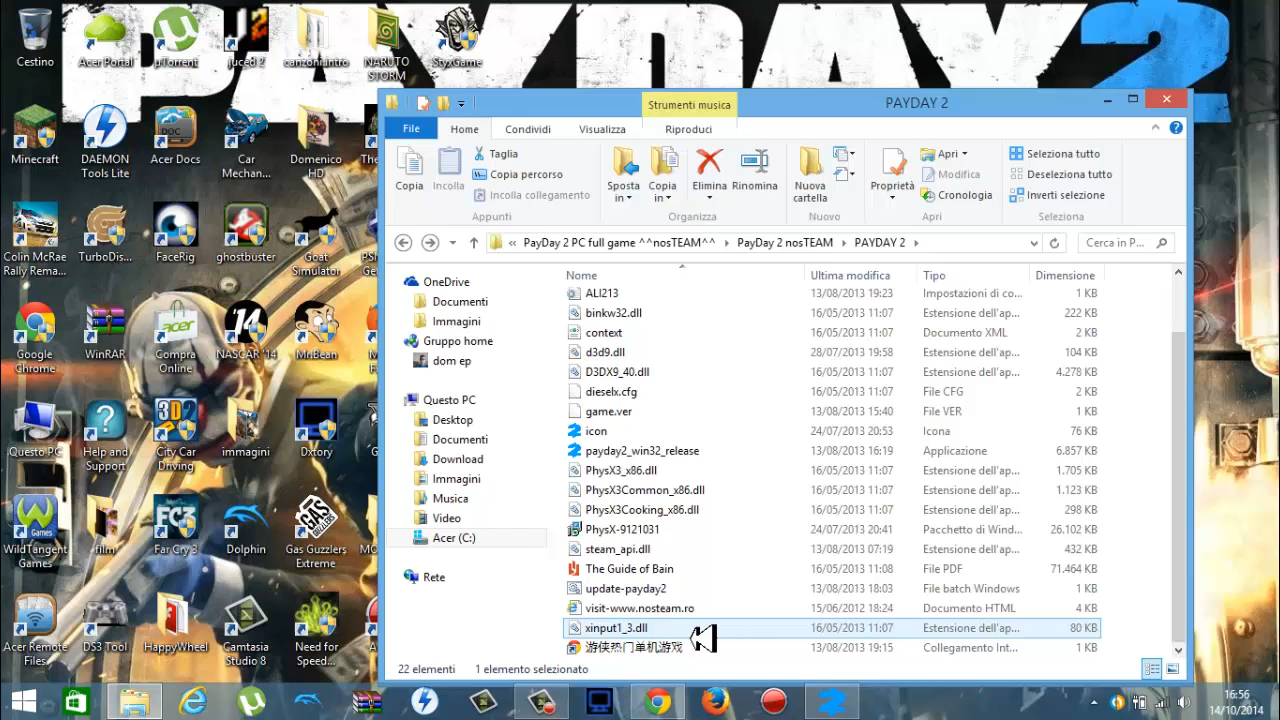 PAYDAY 2
Cestino
Acer Portal
µTorrent
juced 2
canzoni intro
NARUTO STORM
StyxGame
Minecraft
DAEMON Tools Lite
Acer Docs
Car Mechan...
Domenico HD
Colin McRae Rally Rema...
TurboDis...
FaceRig
ghostbuster
Goat Simulator
Google Chrome
WinRAR
Compra Online
NASCAR '14
MrBean
Questo PC
Help and Support
City Car Driving
immagini
Dxtory
WildTangent Games
film
Far Cry 3
Dolphin
Gas Guzzlers Extreme
Acer Remote Files
DS3 Tool
HappyWheel
Camtasia Studio 8
Need for Speed...
Strumenti musica
PAYDAY 2
File Home Condividi Visualizza Riproduci
Copia
Incolla
Taglia
Copia percorso
Incolla collegamento
Appunti
Sposta in
Copia in
Elimina
Rinomina
Organizza
Nuova cartella
Nuovo
Proprietà
Apri
Modifica
Cronologia
Apri
Seleziona tutto
Deseleziona tutto
Inverti selezione
Seleziona
« PayDay 2 PC full game ^^nosTEAM^^ PayDay 2 nosTEAM PAYDAY 2
Cerca in P...
OneDrive
Documenti
Immagini
Gruppo home
dom ep
Questo PC
Desktop
Documenti
Download
Immagini
Musica
Video
Acer (C:)
Rete
Nome Ultima modifica Tipo Dimensione
ALI213 13/08/2013 19:23 Impostazioni di co... 1 KB
binkw32.dll 16/05/2013 11:07 Estensione dell'ap... 222 KB
context 16/05/2013 11:07 Documento XML 2 KB
d3d9.dll 28/07/2013 19:58 Estensione dell'ap... 104 KB
D3DX9_40.dll 16/05/2013 11:07 Estensione dell'ap... 4.278 KB
dieselx.cfg 16/05/2013 11:07 File CFG 2 KB
game.ver 13/08/2013 15:40 File VER 1 KB
icon 24/07/2013 20:53 Icona 9 KB
payday2_win32_release 13/08/2013 16:19 Applicazione 6.857 KB
PhysX3_x86.dll 16/05/2013 11:07 Estensione dell'ap... 1.705 KB
PhysX3Common_x86.dll 16/05/2013 11:07 Estensione dell'ap... 1.123 KB
PhysX3Cooking_x86.dll 16/05/2013 11:07 Estensione dell'ap... 298 KB
PhysX-9121031 24/07/2013 20:41 Pacchetto di Wind... 26.102 KB
steam_api.dll 13/08/2013 07:19 Estensione dell'ap... 432 KB
The Guide of Bain 16/05/2013 11:08 File PDF 71.464 KB
update-payday2 13/08/2013 18:03 File batch Windows 1 KB
visit-www.nosteam.ro 15/06/2012 18:24 Documento HTML 4 KB
xinput1_3.dll 16/05/2013 11:07 Estensione dell'ap... 80 KB
游侠热门单机游戏 13/08/2013 19:15 Collegamento Int... 1 KB
22 elementi 1 elemento selezionato
16:56
14/10/2014